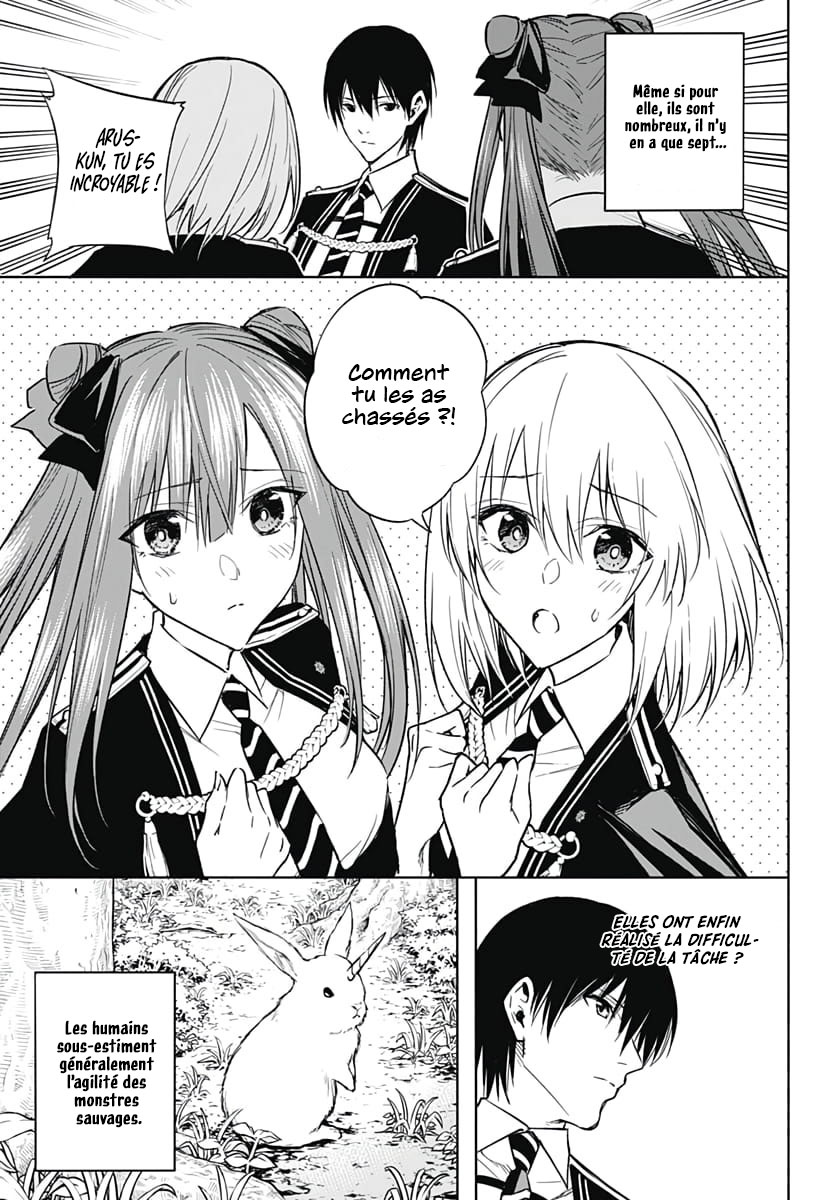 Même si pour
elle, ils sont
nombreux, il n'y
en a que sept...
ARUS-
KUN, TU ES
INCROYABLE !
Comment
tu les as
chassés ?!
ELLES ONT ENFIN
RÉALISÉ LA DIFFICUL-
TÉ DE LA TÂCHE ?
Les humains
sous-estiment
généralement
l'agilité des
monstres
sauvages.